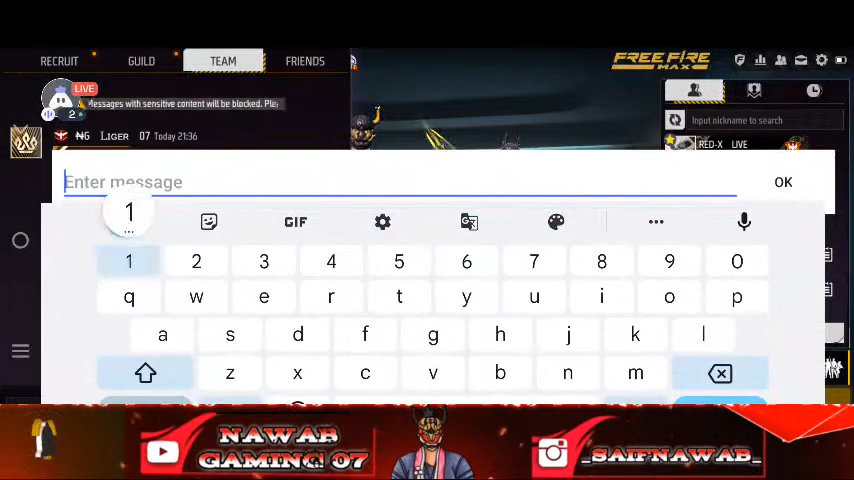 RECRUIT GUILD TEAM FRIENDS
FREE FIRE
MAX
LIVE
Messages with sensitive content will be blocked. Pla
2
LIGER 07 Today 21:36
Input nickname to search
RED-X LIVE
Enter message
OK
1
...
GIF
1 2 3 4 5 6 7 8 9 0
q w e r t y u i o p
a s d f g h j k l
z x c v b n m
NAWAB
GAMING 07
_SAIFNAWAB_